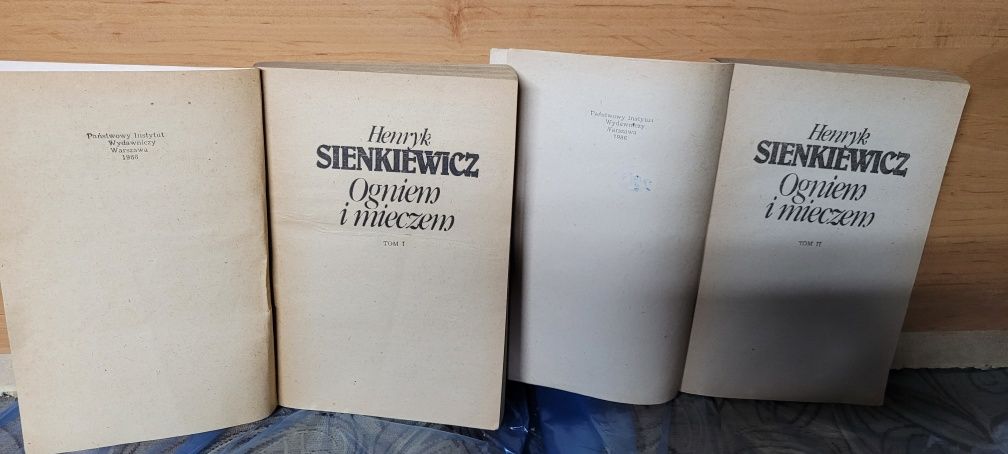 Państwowy Instytut
Wydawniczy
Warszawa
1986
Henryk
SIENKIEWICZ
Ogniem
i mieczem
TOM I
Państwowy Instytut
Wydawniczy
Warszawa
1986
Henryk
SIENKIEWICZ
Ogniem
i mieczem
TOM II